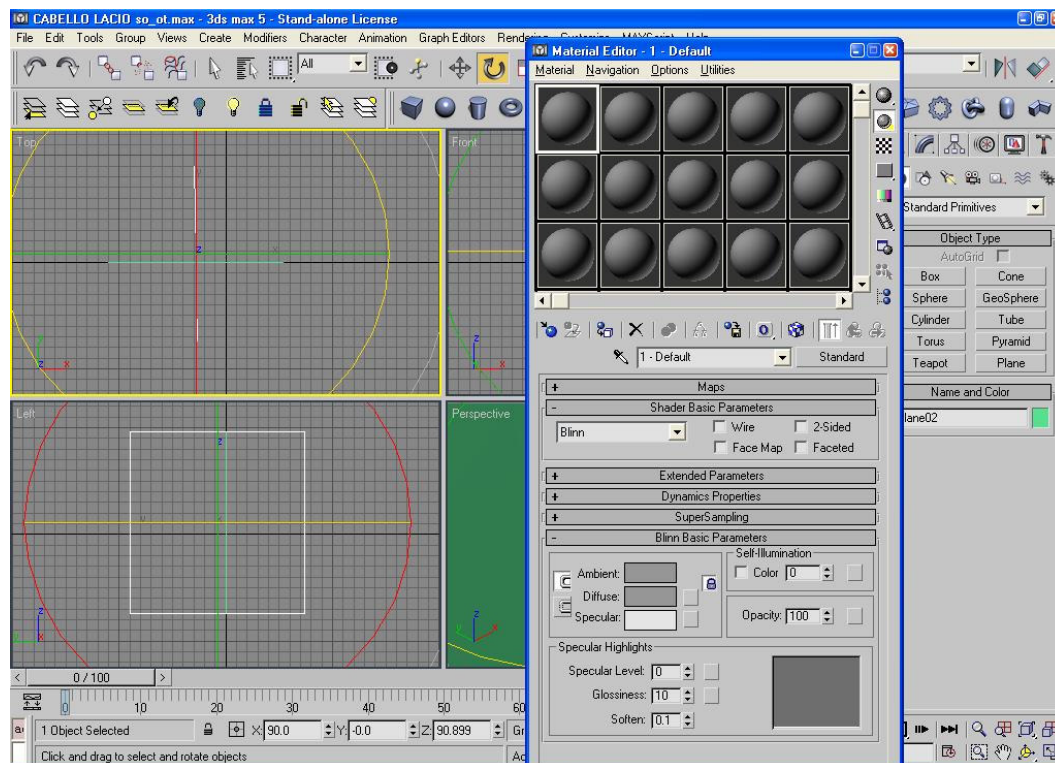 CABELLO LACIO so_ot.max - 3ds max 5 - Stand-alone License
File Edit Tools Group Views Create Modifiers Character Animation Graph Editors
All
Material Editor - 1 - Default
Material Navigation Options Utilities
Top
Front
Left
Perspective
z
x
y
z
x
z
y
x
z
y
x
1 - Default
Standard
+ Maps
- Shader Basic Parameters
Blinn
Wire
2-Sided
Face Map
Faceted
+ Extended Parameters
+ Dynamics Properties
+ SuperSampling
- Blinn Basic Parameters
Self-Illumination
Ambient:
Color 0
Diffuse:
Specular:
Opacity: 100
Specular Highlights
Specular Level: 0
Glossiness: 10
Soften: 0.1
Standard Primitives
Object Type
AutoGrid
Box Cone
Sphere GeoSphere
Cylinder Tube
Torus Pyramid
Teapot Plane
Name and Color
lane02
0 / 100
0 10 20 30 40 50 60
1 Object Selected
X: 90.0 Y: -0.0 Z: 90.899
Click and drag to select and rotate objects